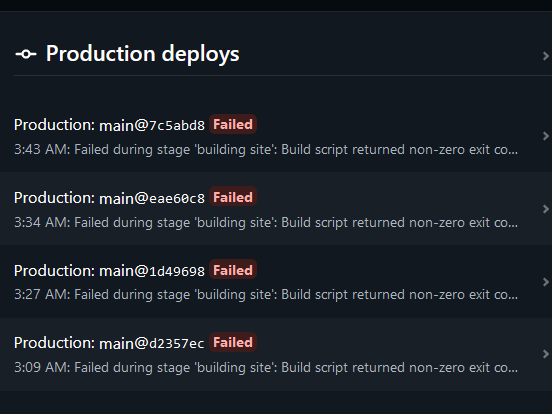 Production deploys
Production: main@7c5abd8 Failed
3:43 AM: Failed during stage 'building site': Build script returned non-zero exit co...
Production: main@eae60c8 Failed
3:34 AM: Failed during stage 'building site': Build script returned non-zero exit co...
Production: main@1d49698 Failed
3:27 AM: Failed during stage 'building site': Build script returned non-zero exit co...
Production: main@d2357ec Failed
3:09 AM: Failed during stage 'building site': Build script returned non-zero exit co...